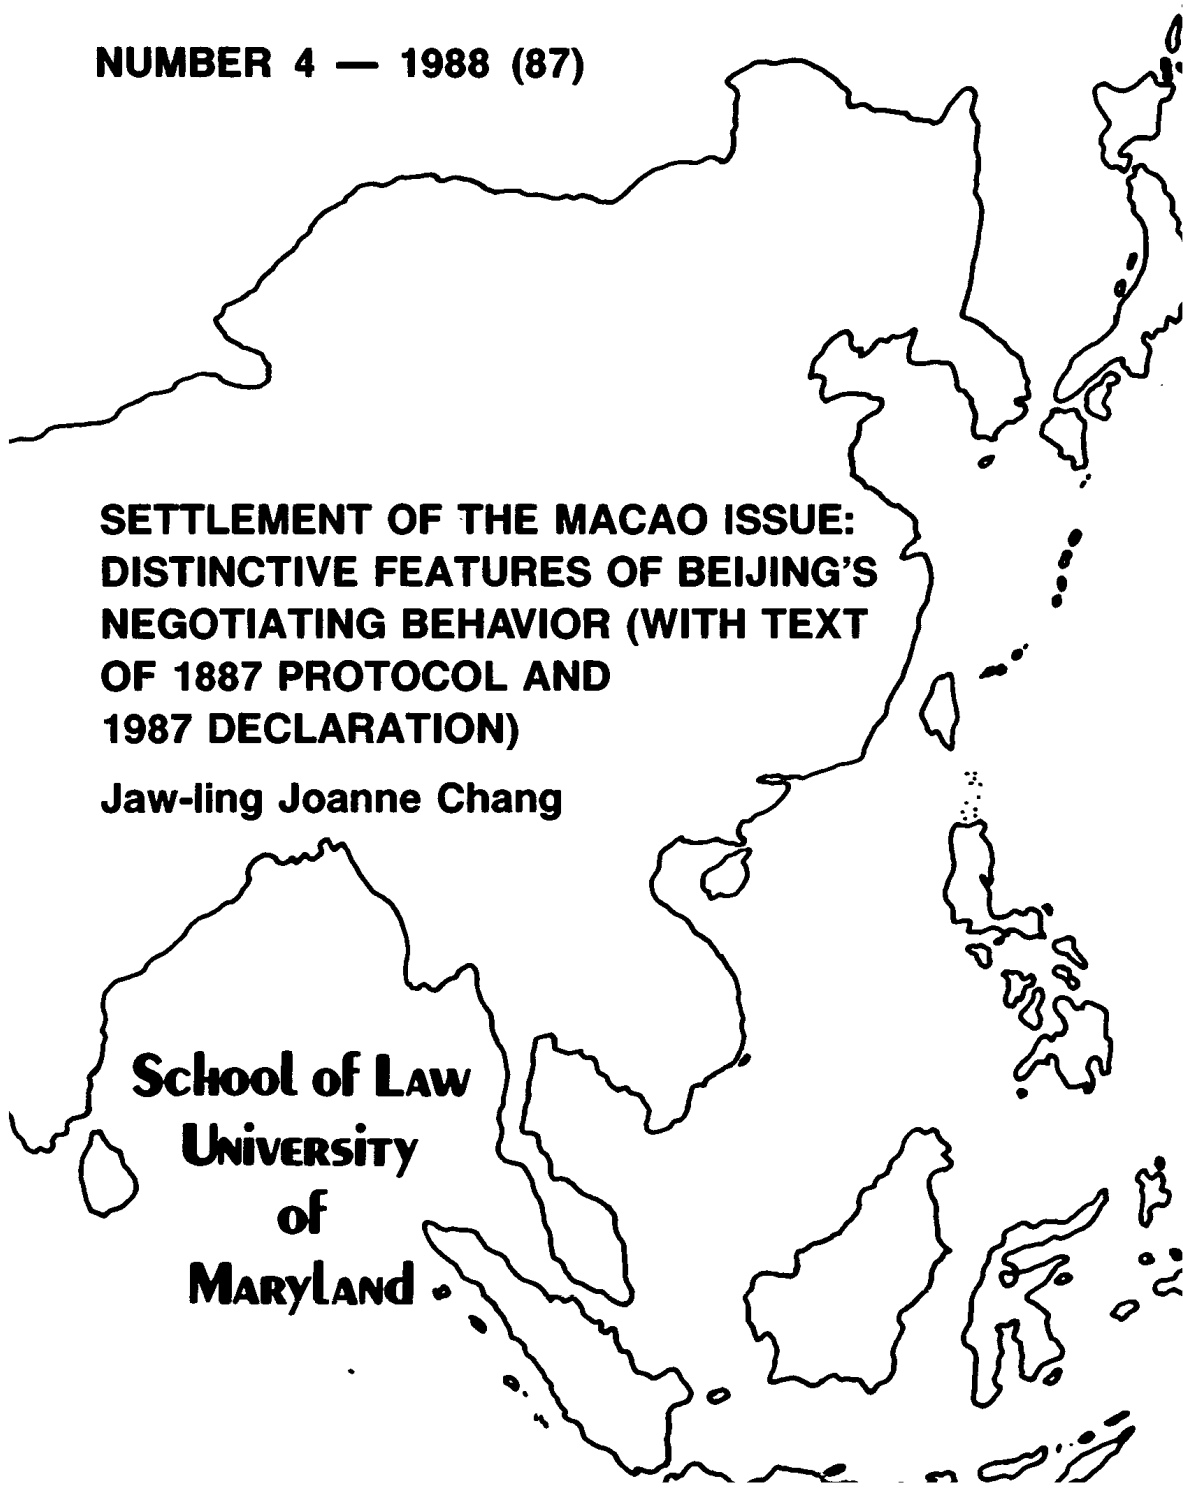 NUMBER 4 — 1988 (87)
SETTLEMENT OF THE MACAO ISSUE:
DISTINCTIVE FEATURES OF BEIJING'S
NEGOTIATING BEHAVIOR (WITH TEXT
OF 1887 PROTOCOL AND
1987 DECLARATION)
Jaw-ling Joanne Chang
School of Law
University
of
Maryland